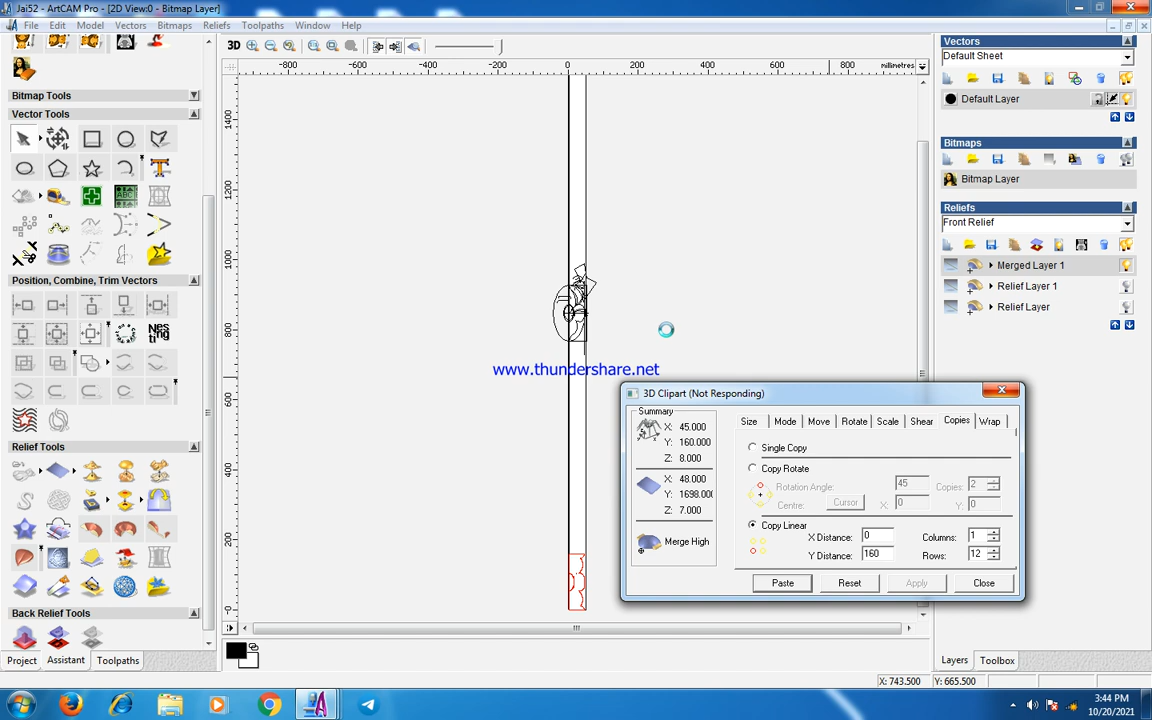 Jai52 - ArtCAM Pro - [2D View:0 - Bitmap Layer]
File Edit Model Vectors Bitmaps Reliefs Toolpaths Window Help
3D
-800 -600 -400 -200 0 200 400 600 800 millimetres
Bitmap Tools
Vector Tools
ABC
Position, Combine, Trim Vectors
Nes
ting
Relief Tools
Back Relief Tools
Project Assistant Toolpaths
1400
1200
1000
800
600
400
200
0
www.thundershare.net
3D Clipart (Not Responding)
Summary
X: 45.000
Y: 160.000
Z: 8.000
X: 48.000
Y: 1698.000
Z: 7.000
Merge High
Size Mode Move Rotate Scale Shear Copies Wrap
Single Copy
Copy Rotate
Rotation Angle: 45 Copies: 2
Centre: Cursor X: 0 Y: 0
Copy Linear
X Distance: 0 Columns: 1
Y Distance: 160 Rows: 12
Paste Reset Apply Close
Vectors
Default Sheet
Default Layer
Bitmaps
Bitmap Layer
Reliefs
Front Relief
Merged Layer 1
Relief Layer 1
Relief Layer
Layers Toolbox
X: 743.500 Y: 665.500
3:44 PM
10/20/2021